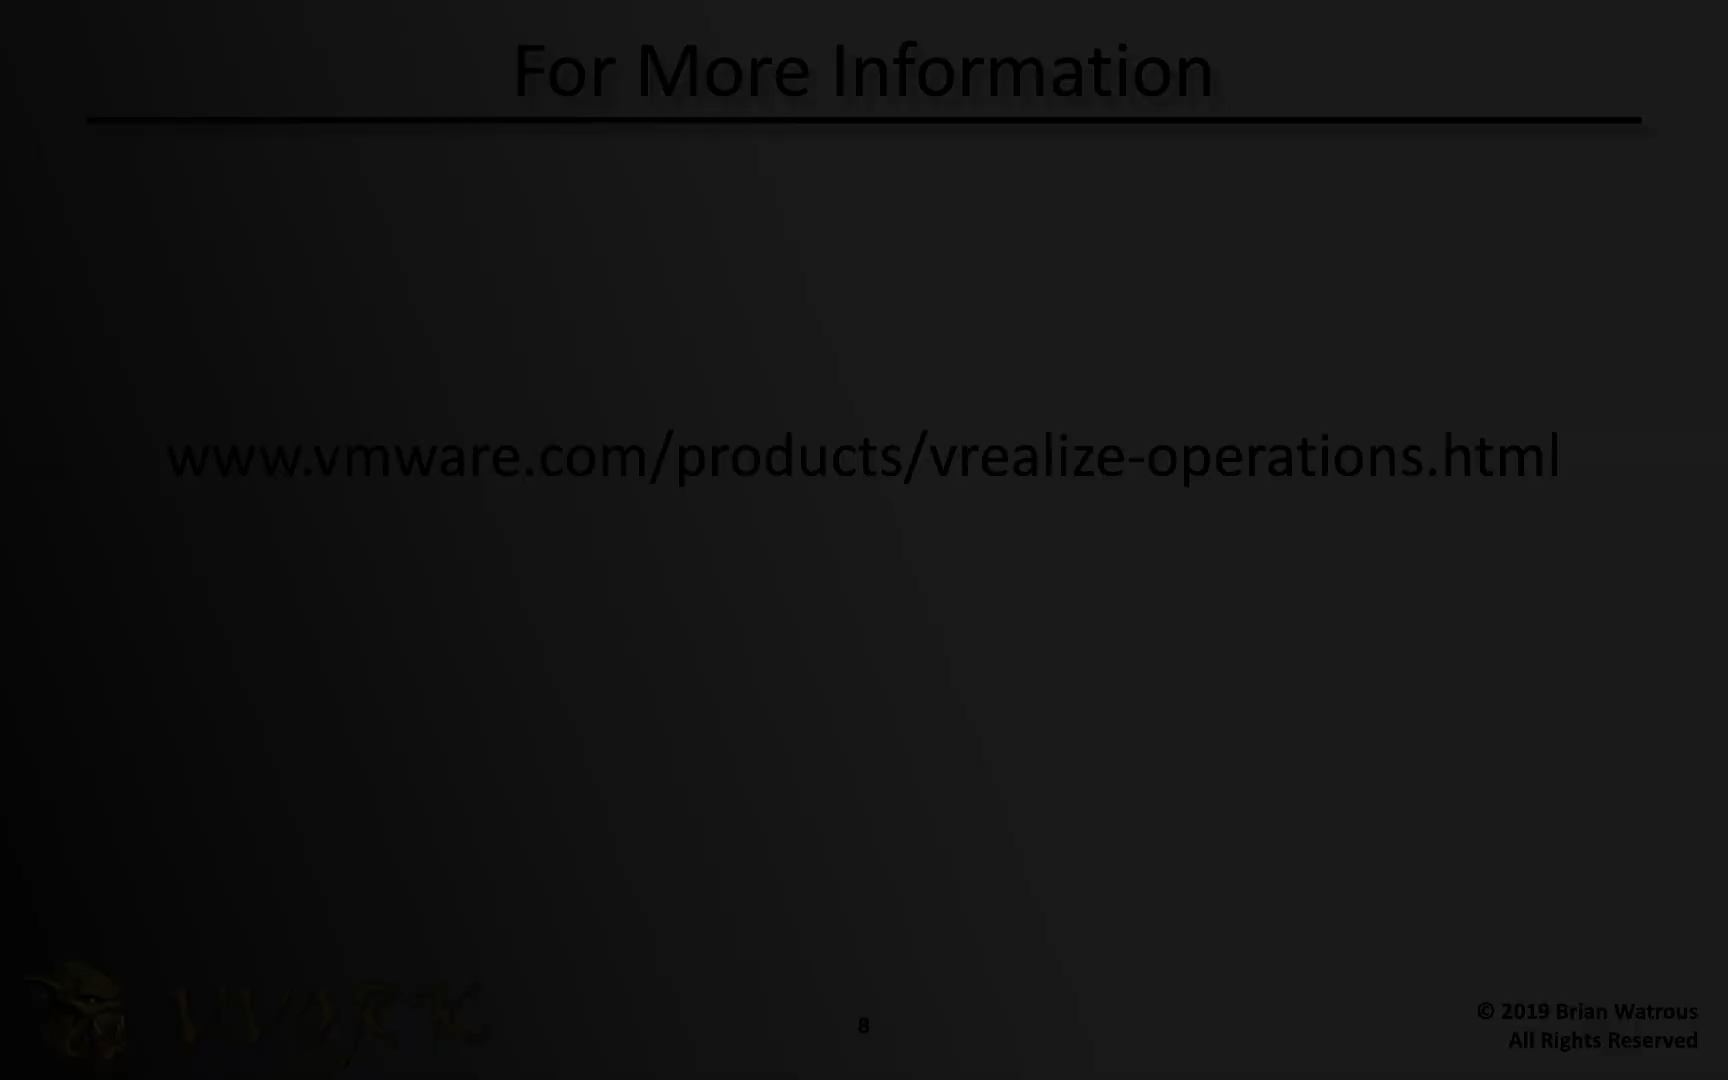 For More Information
www.vmware.com/products/vrealize-operations.html
8
© 2019 Brian Watrous
All Rights Reserved